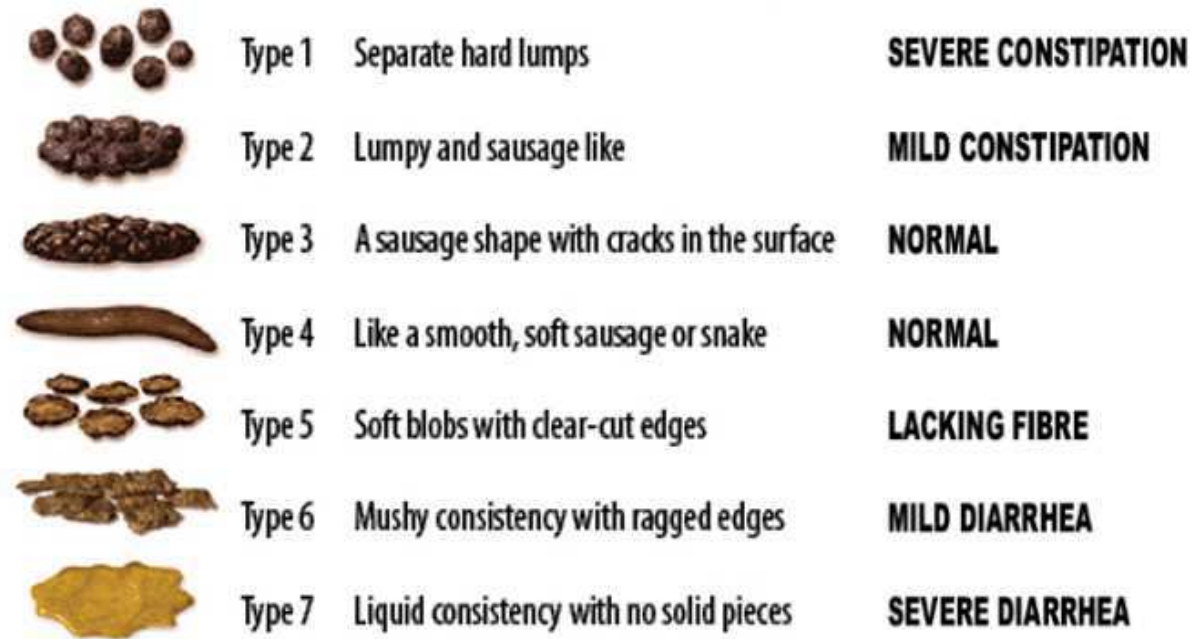 Type 1 Separate hard lumps SEVERE CONSTIPATION
Type 2 Lumpy and sausage like MILD CONSTIPATION
Type 3 A sausage shape with cracks in the surface NORMAL
Type 4 Like a smooth, soft sausage or snake NORMAL
Type 5 Soft blobs with clear-cut edges LACKING FIBRE
Type 6 Mushy consistency with ragged edges MILD DIARRHEA
Type 7 Liquid consistency with no solid pieces SEVERE DIARRHEA